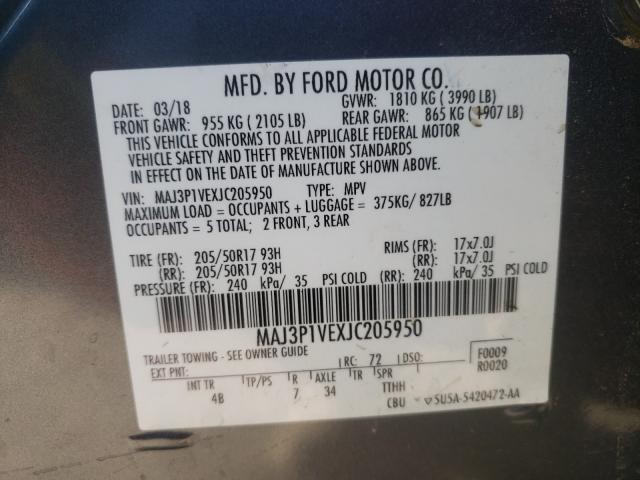 MFD. BY FORD MOTOR CO.
DATE: 03/18 GVWR: 1810 KG ( 3990 LB)
FRONT GAWR: 955 KG ( 2105 LB) REAR GAWR: 865 KG ( 1907 LB)
THIS VEHICLE CONFORMS TO ALL APPLICABLE FEDERAL MOTOR
VEHICLE SAFETY AND THEFT PREVENTION STANDARDS
IN EFFECT ON THE DATE OF MANUFACTURE SHOWN ABOVE.
VIN: MAJ3P1VEXJC205950 TYPE: MPV
MAXIMUM LOAD = OCCUPANTS + LUGGAGE = 375KG/ 827LB
OCCUPANTS = 5 TOTAL; 2 FRONT, 3 REAR
TIRE (FR): 205/50R17 93H RIMS (FR): 17x7.0J
(RR): 205/50R17 93H (RR): 17x7.0J
PRESSURE (FR): 240 kPa/ 35 PSI COLD (RR): 240 kPa/ 35 PSI COLD
MAJ3P1VEXJC205950
TRAILER TOWING - SEE OWNER GUIDE
EXT PNT: RC: 72 DSO: F0009
R0020
INT TR TP/PS R AXLE TR SPR
4B 7 34 TTHH
CBU 5U5A-5420472-AA